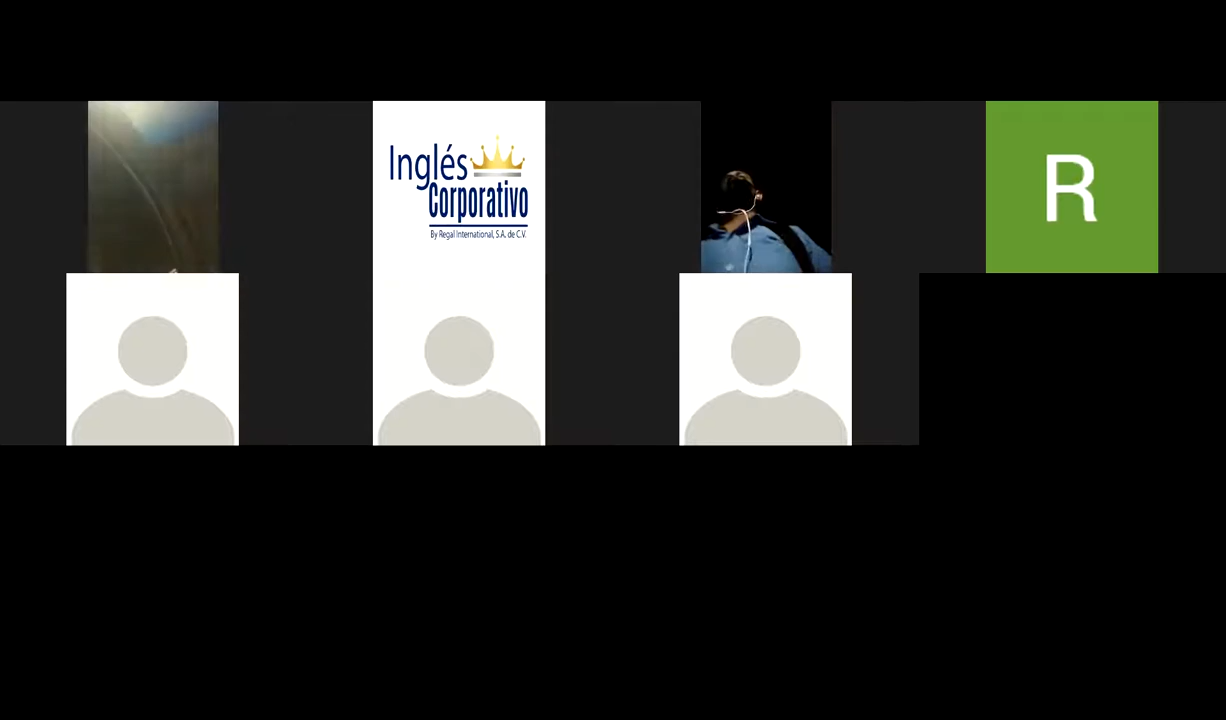 Inglés
Corporativo
By Regal International, S.A. de C.V.
R